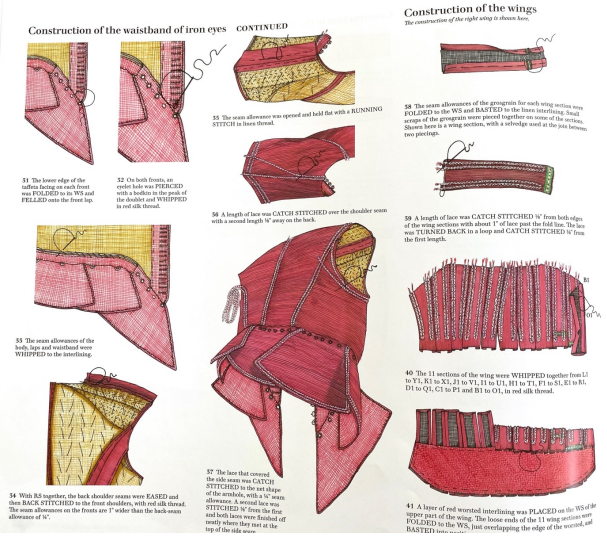 Construction of the waistband of iron eyes CONTINUED
31 The lower edge of the
taffeta facing on each front
was FOLDED to its WS and
FELLED onto the front lap.
32 On both fronts, an
eyelet hole was PIERCED
with a bodkin in the peak of
the doublet and WHIPPED
in red silk thread.
33 The seam allowances of the
body, laps and waistband were
WHIPPED to the interlining.
34 With RS together, the back shoulder seams were EASED and
then BACK STITCHED to the front shoulders, with red silk thread.
The seam allowances on the fronts are 1" wider than the back-seam
allowance of ¼".
35 The seam allowance was opened and held flat with a RUNNING
STITCH in linen thread.
36 A length of lace was CATCH STITCHED over the shoulder seam
with a second length ¼" away on the back.
37 The lace that covered
the side seam was CATCH
STITCHED to the net shape
of the armhole, with a ¼" seam
allowance. A second lace was
CATCH STITCHED ⅛" from the first
and both laces were finished off
neatly where they met at the
top of the side seam.
Construction of the wings
The construction of the right wing is shown here.
38 The seam allowances of the grosgrain for each wing section were
FOLDED to the WS and BASTED to the linen interlining. Small
scraps of the grosgrain were pieced together on some of the sections.
Shown here is a wing section, with a selvedge used at the join between
two piecings.
39 A length of lace was CATCH STITCHED ⅛" from both edges
of the wing sections with about 1" of lace past the fold line. The lace
was TURNED BACK in a loop and CATCH STITCHED ⅛" from
the first length.
B1
O1
40 The 11 sections of the wing were WHIPPED together from L1
to Y1, K1 to X1, J1 to V1, I1 to U1, H1 to T1, F1 to S1, E1 to R1,
D1 to Q1, C1 to P1 and B1 to O1, in red silk thread.
41 A layer of red worsted interlining was PLACED on the WS of the
upper part of the wing. The loose ends of the 11 wing sections were
FOLDED to the WS, just overlapping the edge of the worsted, and
BASTED into